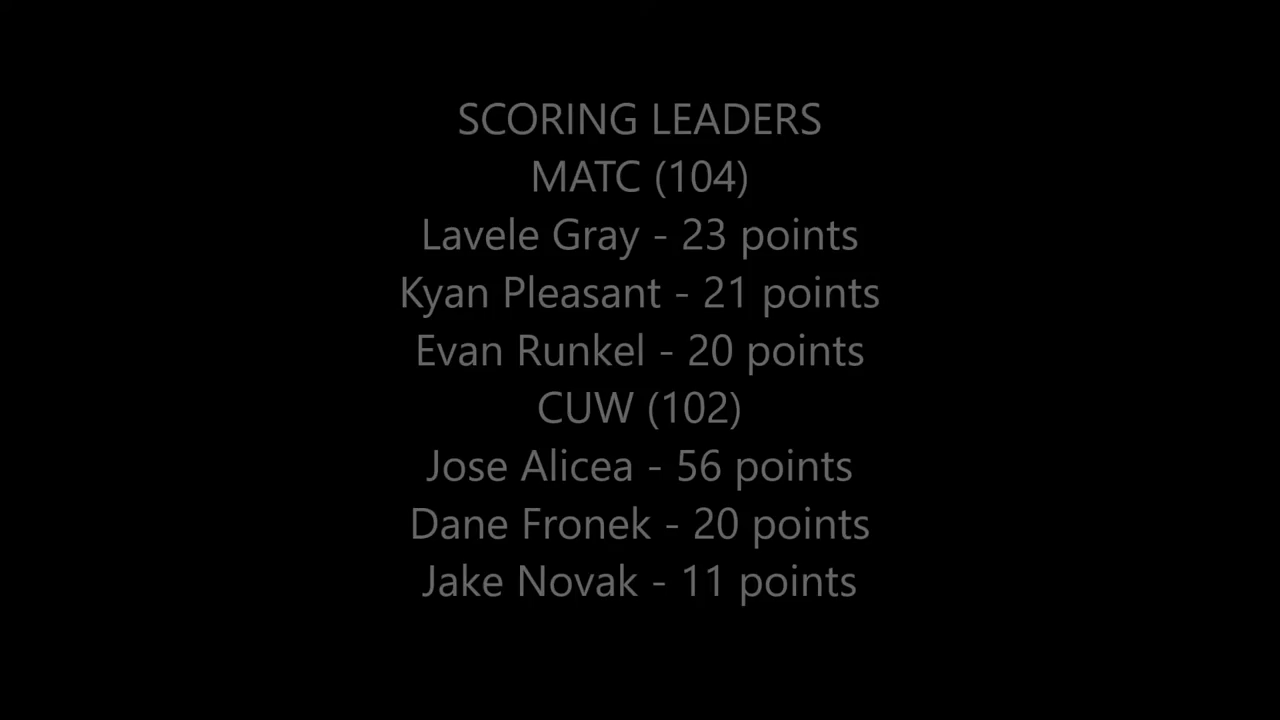 SCORING LEADERS
MATC (104)
Lavele Gray - 23 points
Kyan Pleasant - 21 points
Evan Runkel - 20 points
CUW (102)
Jose Alicea - 56 points
Dane Fronek - 20 points
Jake Novak - 11 points